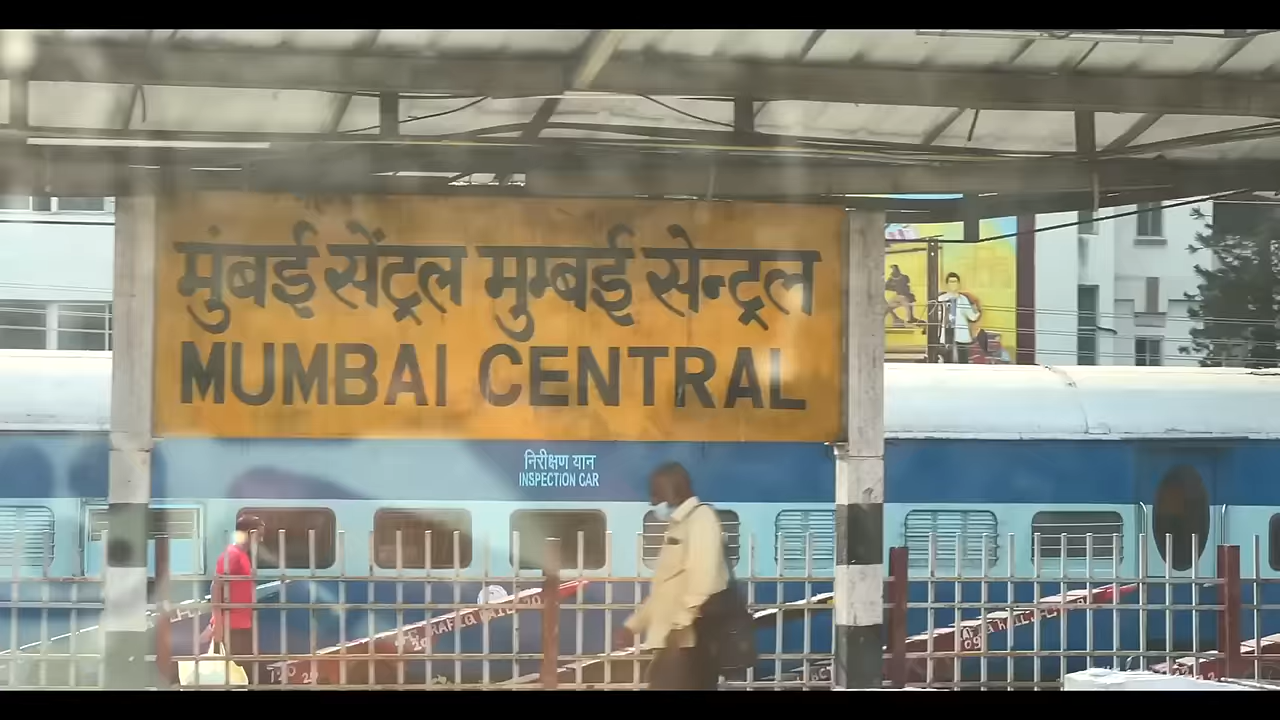 मुंबई सेंट्रल मुम्बई सेन्ट्रल
MUMBAI CENTRAL
निरीक्षण यान
INSPECTION CAR